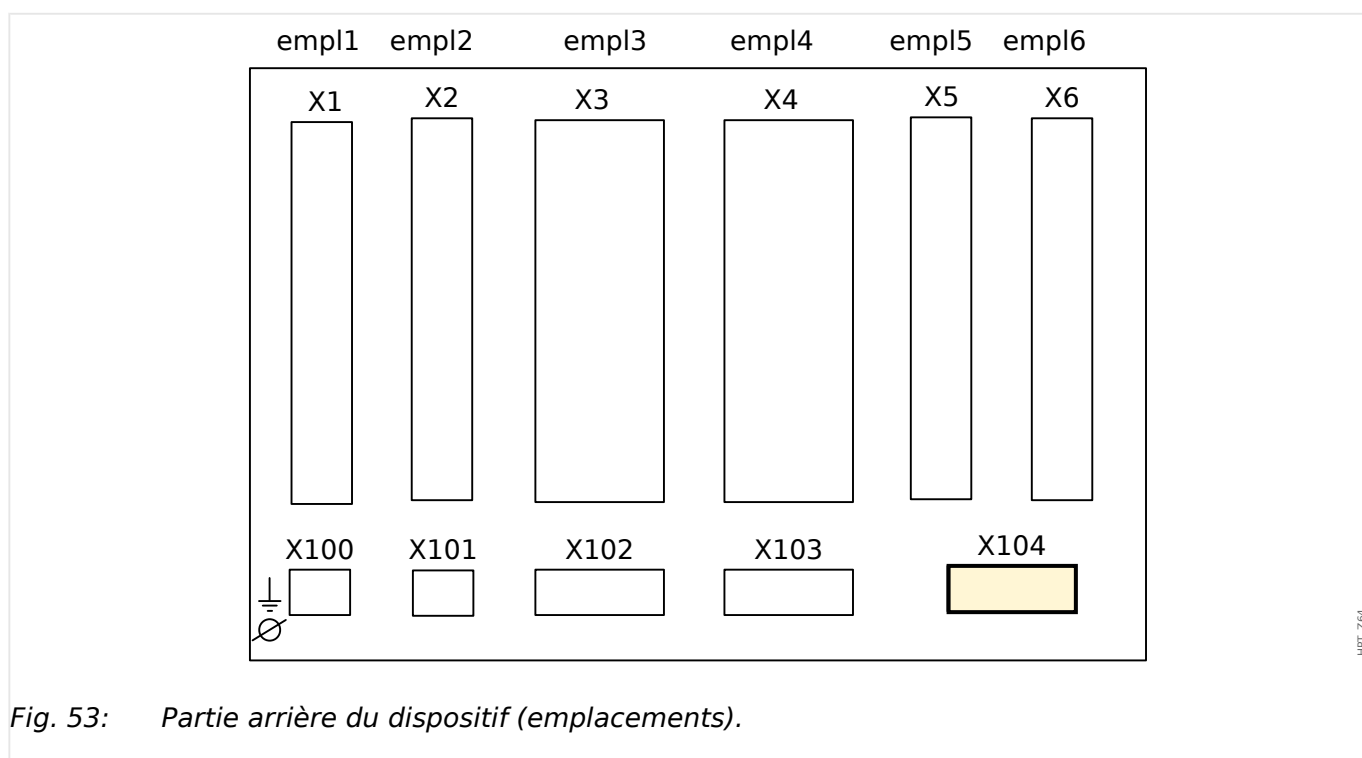 empl1 empl2 empl3 empl4 empl5 empl6
X1 X2 X3 X4 X5 X6
X100 X101 X102 X103 X104
Fig. 53: Partie arrière du dispositif (emplacements).